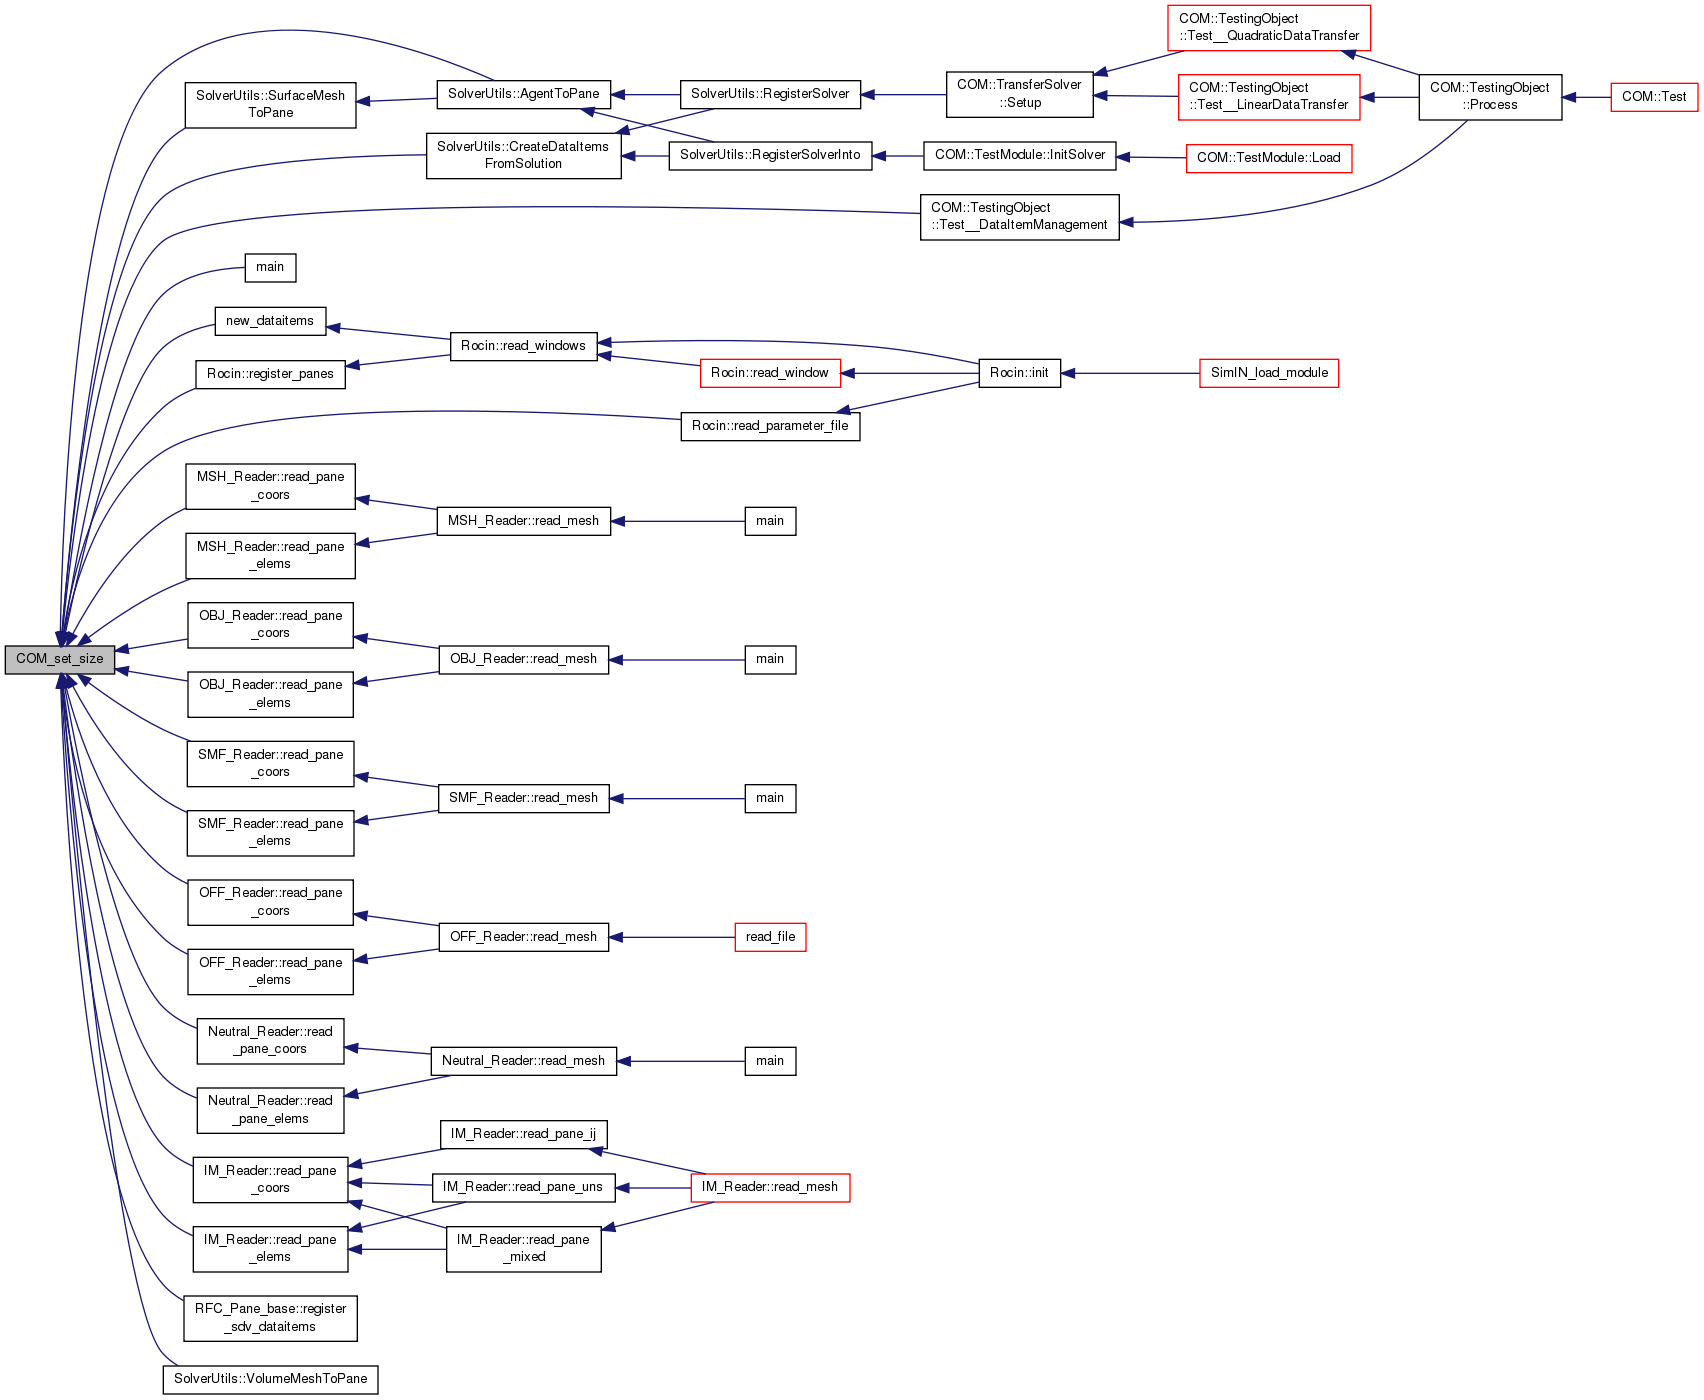 COM::TestingObject
::Test__QuadraticDataTransfer
SolverUtils::SurfaceMesh
ToPane
SolverUtils::AgentToPane
SolverUtils::RegisterSolver
COM::TransferSolver
::Setup
COM::TestingObject
::Test__LinearDataTransfer
COM::TestingObject
::Process
COM::Test
SolverUtils::CreateDataItems
FromSolution
SolverUtils::RegisterSolverInto
COM::TestModule::InitSolver
COM::TestModule::Load
COM::TestingObject
::Test__DataItemManagement
main
new_dataitems
Rocin::read_windows
Rocin::register_panes
Rocin::read_window
Rocin::init
SimIN_load_module
Rocin::read_parameter_file
MSH_Reader::read_pane
_coors
MSH_Reader::read_mesh
main
MSH_Reader::read_pane
_elems
OBJ_Reader::read_pane
_coors
COM_set_size
OBJ_Reader::read_mesh
main
OBJ_Reader::read_pane
_elems
SMF_Reader::read_pane
_coors
SMF_Reader::read_mesh
main
SMF_Reader::read_pane
_elems
OFF_Reader::read_pane
_coors
OFF_Reader::read_mesh
read_file
OFF_Reader::read_pane
_elems
Neutral_Reader::read
_pane_coors
Neutral_Reader::read_mesh
main
Neutral_Reader::read
_pane_elems
IM_Reader::read_pane_ij
IM_Reader::read_pane
_coors
IM_Reader::read_pane_uns
IM_Reader::read_mesh
IM_Reader::read_pane
_elems
IM_Reader::read_pane
_mixed
RFC_Pane_base::register
_sdv_dataitems
SolverUtils::VolumeMeshToPane